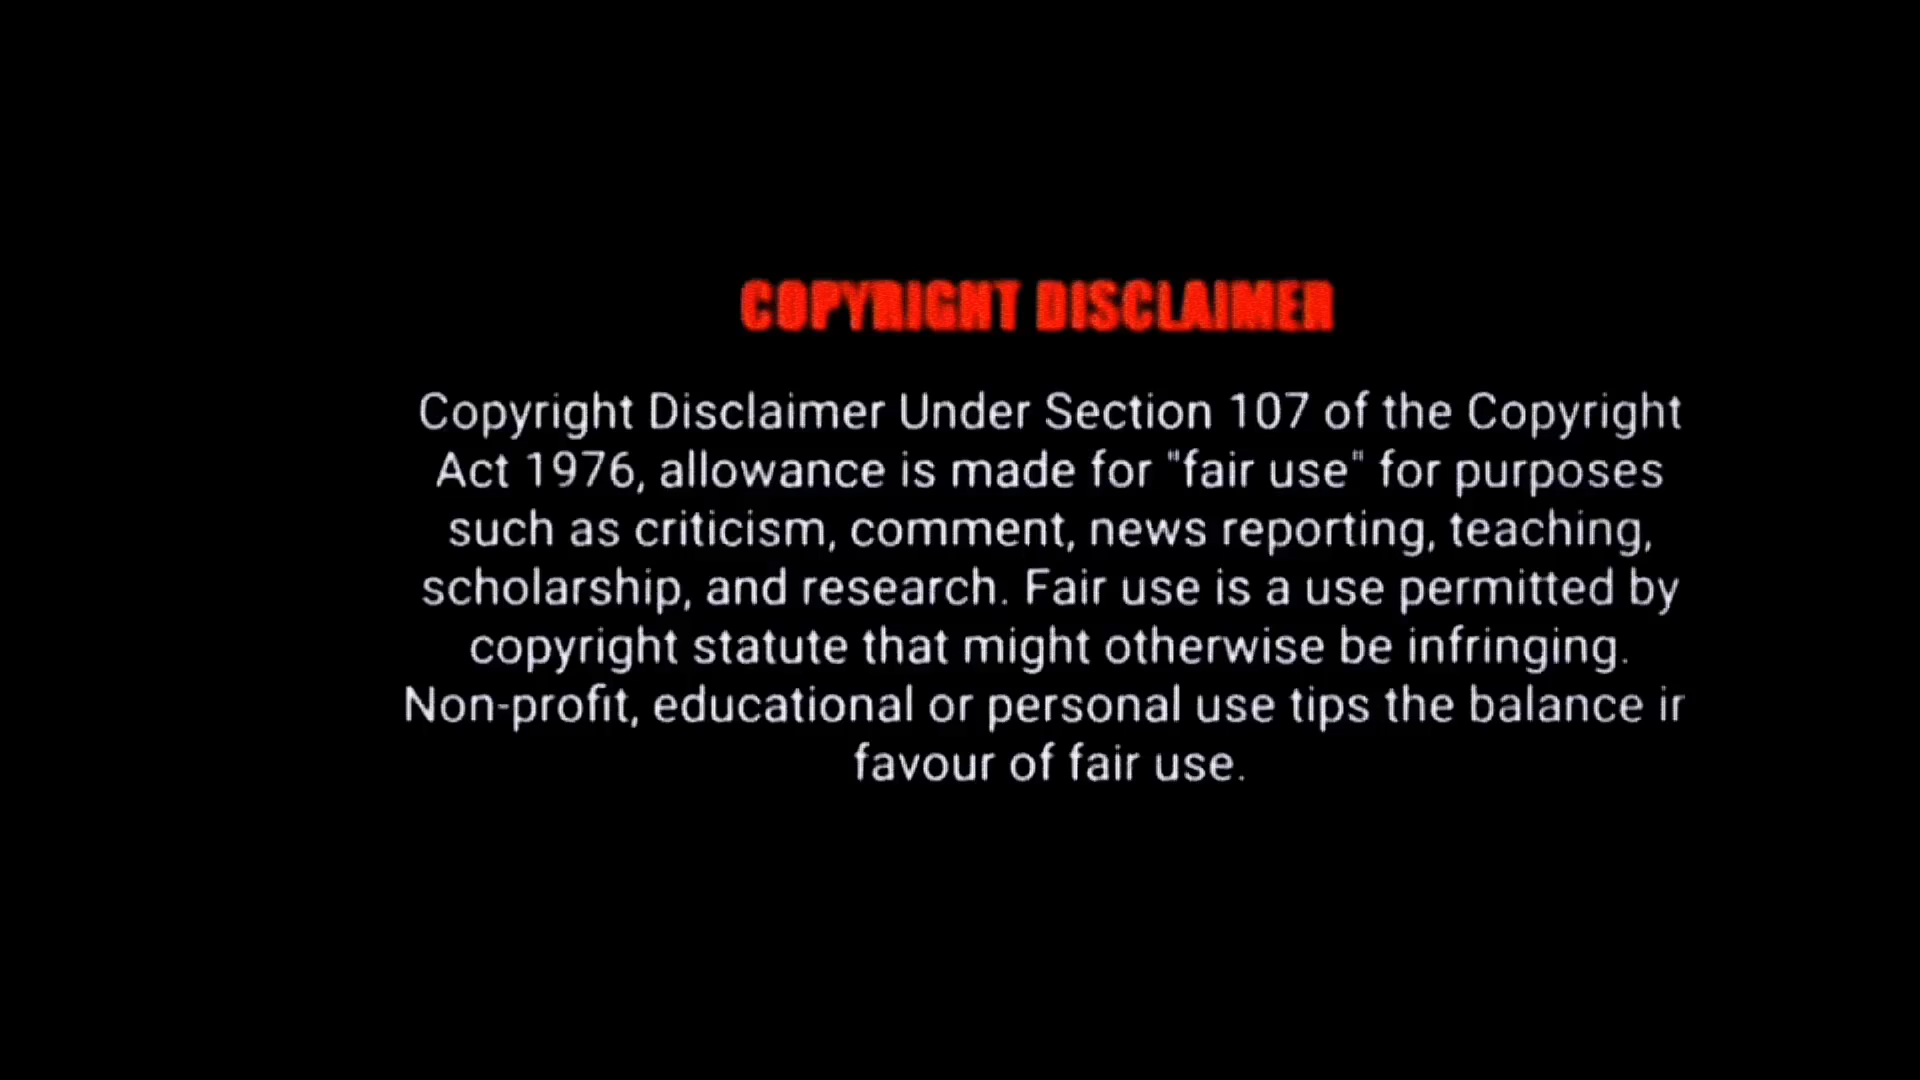 COPYRIGHT DISCLAIMER
Copyright Disclaimer Under Section 107 of the Copyright
Act 1976, allowance is made for "fair use" for purposes
such as criticism, comment, news reporting, teaching,
scholarship, and research. Fair use is a use permitted by
copyright statute that might otherwise be infringing.
Non-profit, educational or personal use tips the balance
favour of fair use.